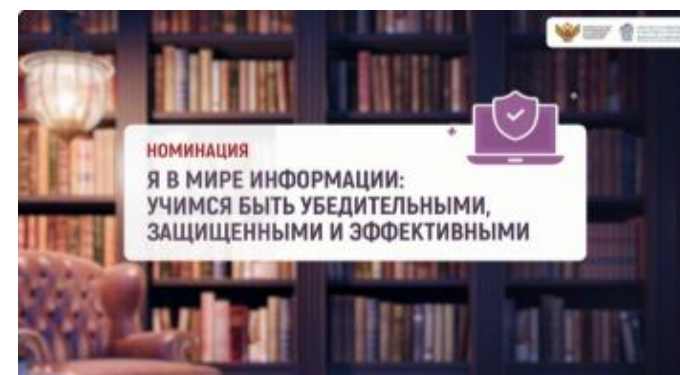 НОМИНАЦИЯ
Я В МИРЕ ИНФОРМАЦИИ:
УЧИМСЯ БЫТЬ УБЕДИТЕЛЬНЫМИ,
ЗАЩИЩЕННЫМИ И ЭФФЕКТИВНЫМИ